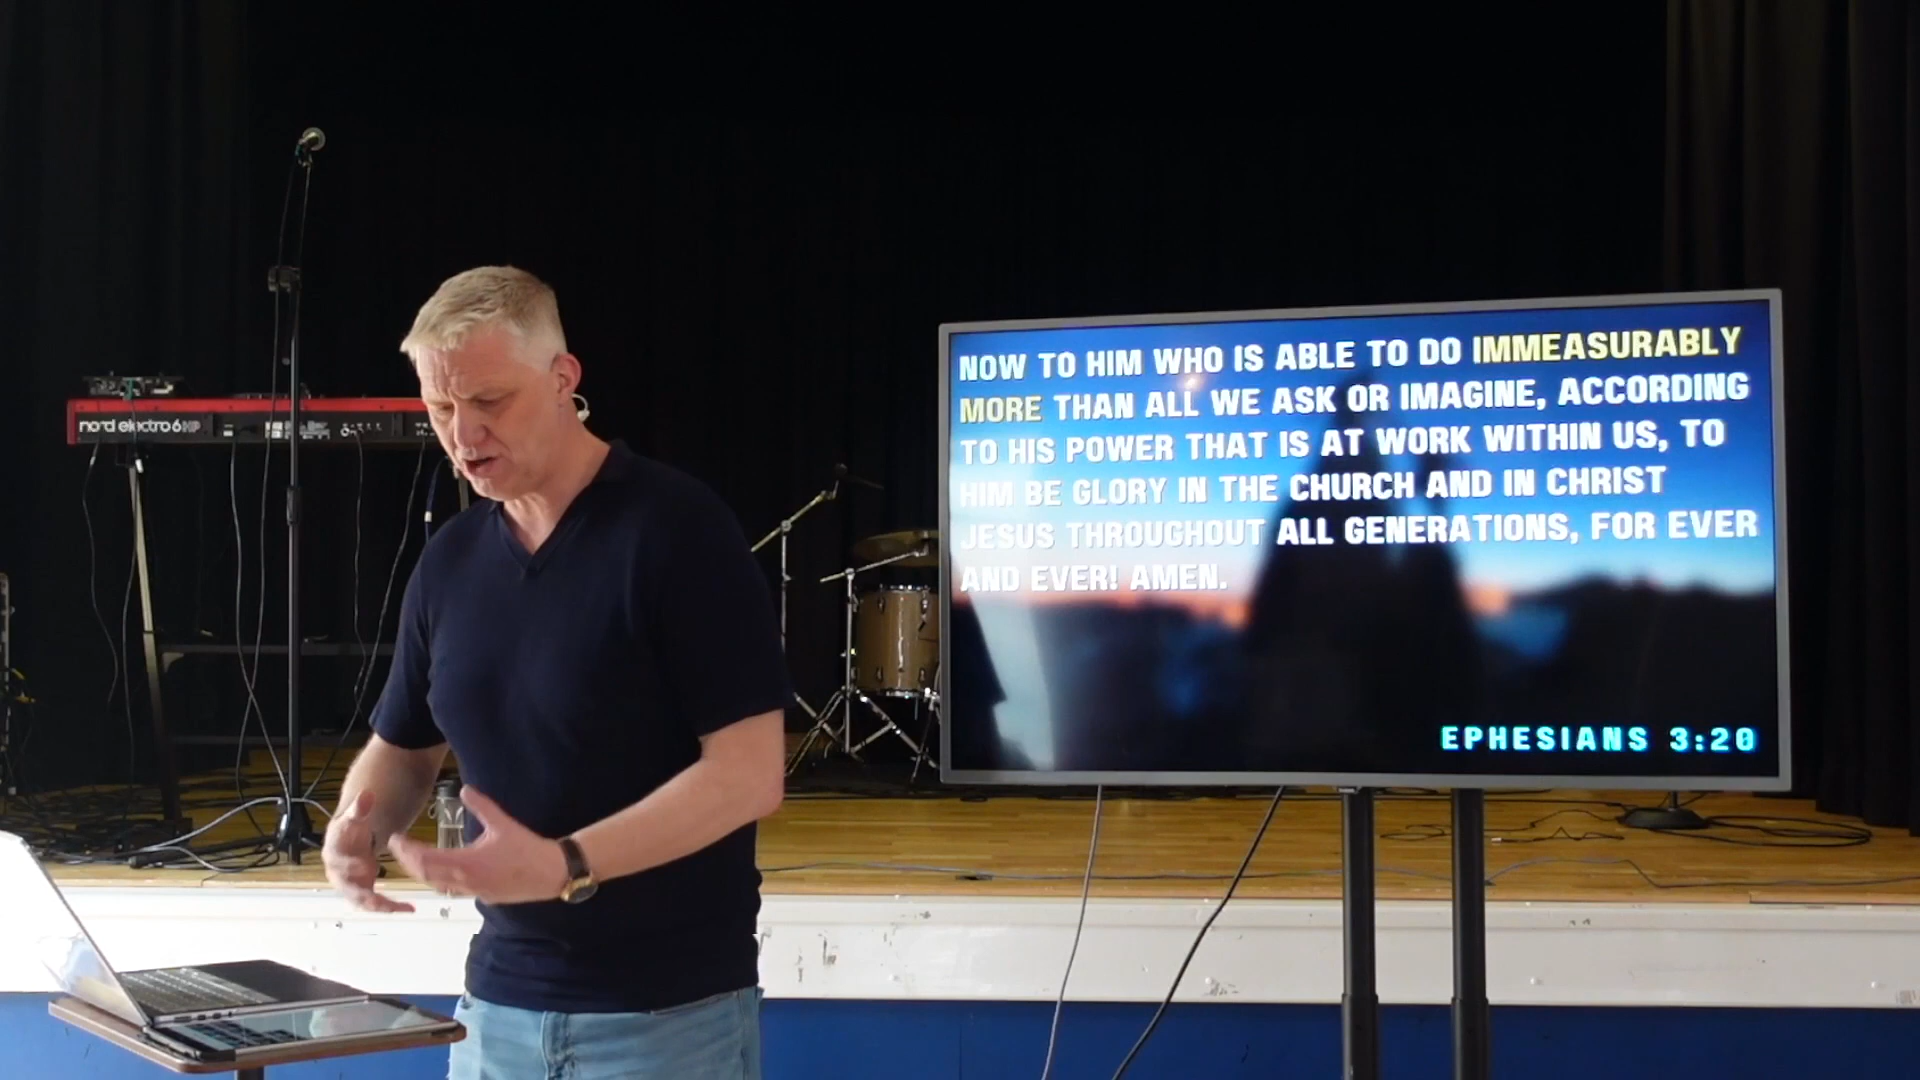 nord electro 6 HP
NOW TO HIM WHO IS ABLE TO DO IMMEASURABLY
MORE THAN ALL WE ASK OR IMAGINE, ACCORDING
TO HIS POWER THAT IS AT WORK WITHIN US, TO
HIM BE GLORY IN THE CHURCH AND IN CHRIST
JESUS THROUGHOUT ALL GENERATIONS, FOR EVER
AND EVER! AMEN.
EPHESIANS 3:20